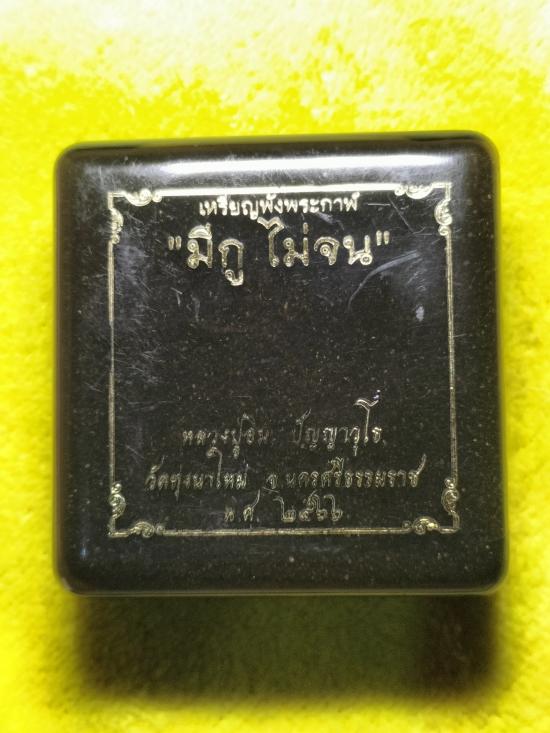 เหรียญพังพระกาฬ
"มีกู ไม่จน"
หลวงปู่อิ่ม ปัญญาวุโธ
วัดทุ่งนาใหม่ จ.นครศรีธรรมราช
พ.ศ. ๒๕๖๖